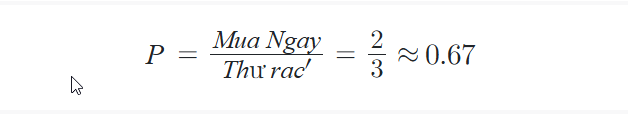 P = Mua Ngay / Thư rac′ = 2/3 ≈ 0.67